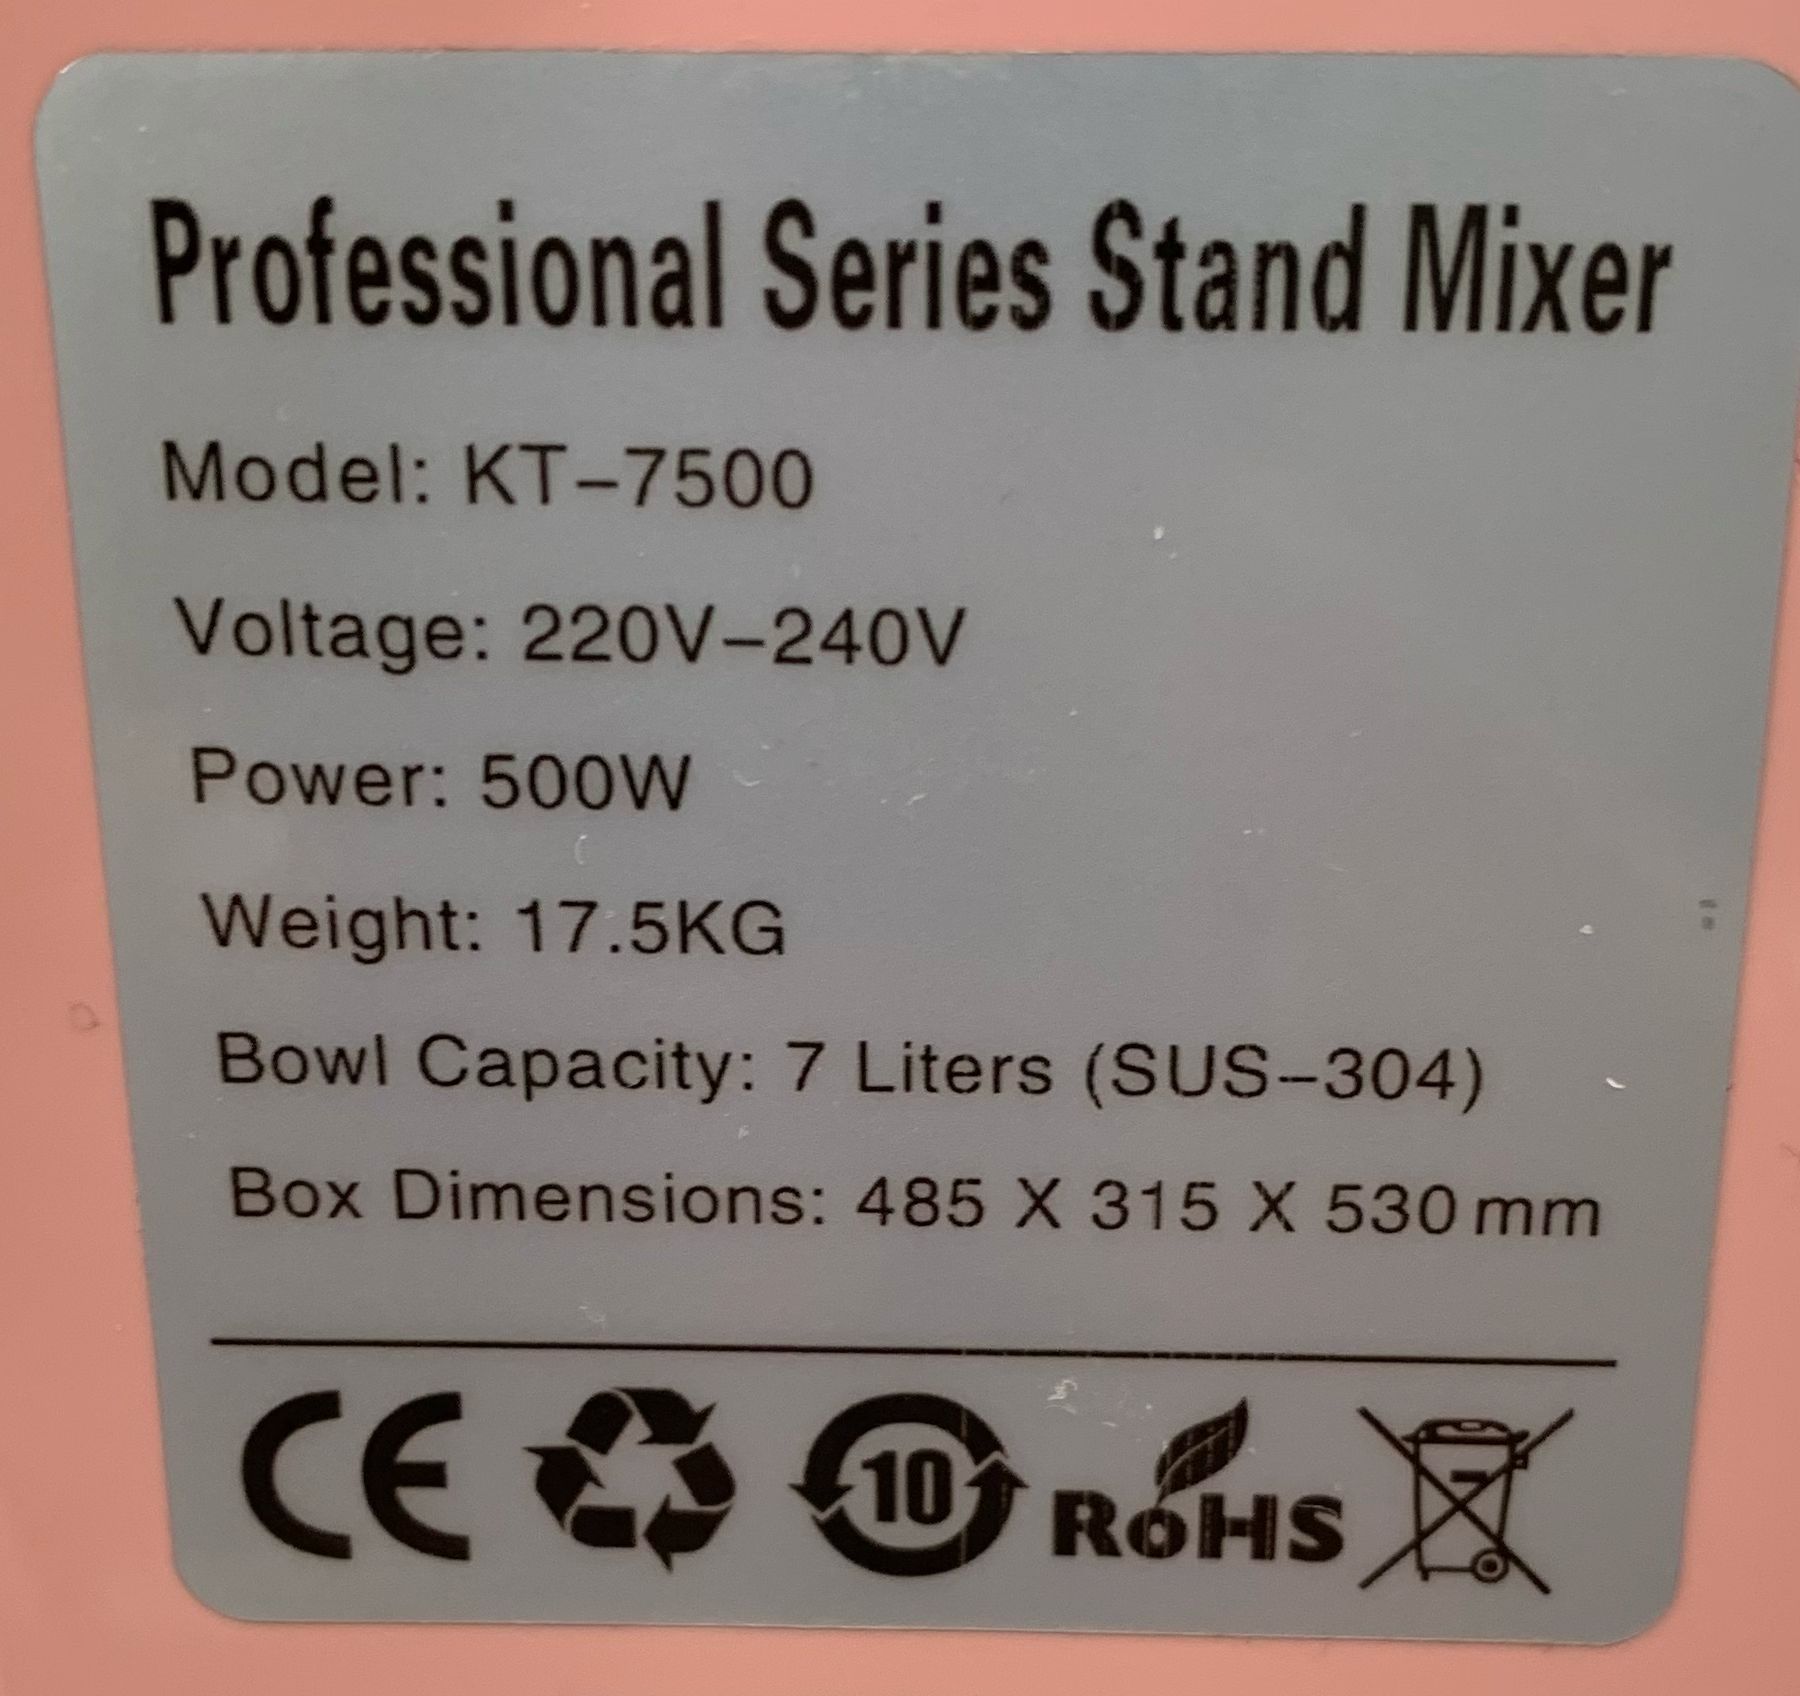 Professional Series Stand Mixer
Model: KT-7500
Voltage: 220V-240V
Power: 500W
Weight: 17.5KG
Bowl Capacity: 7 Liters (SUS-304)
Box Dimensions: 485 X 315 X 530 mm
CE 10 RoHS